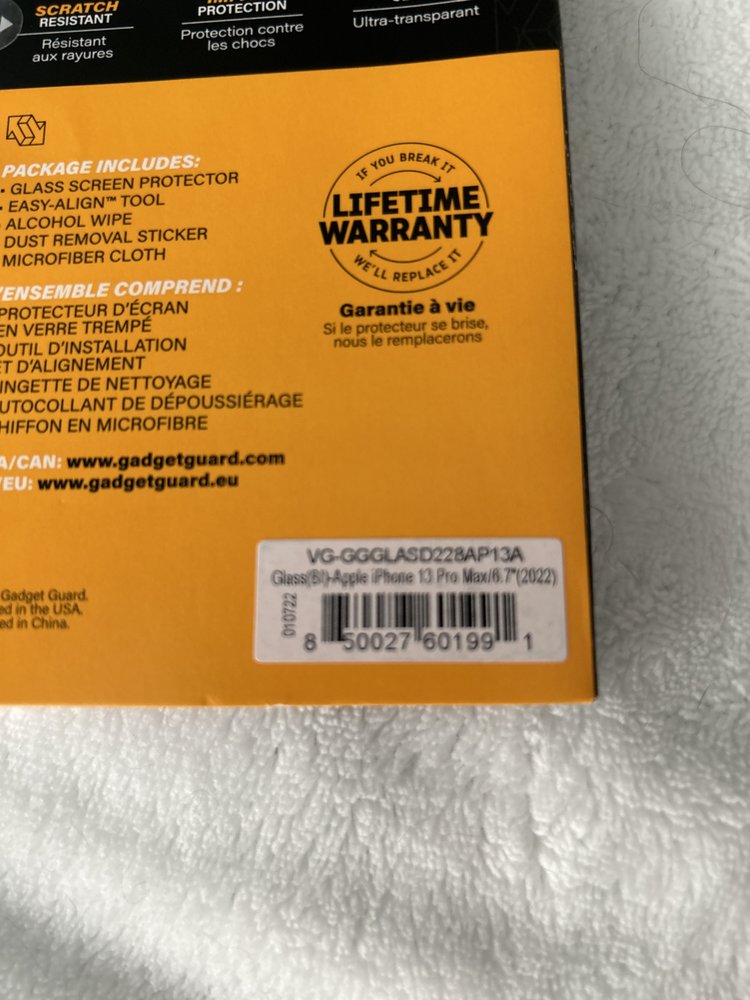 SCRATCH
RESISTANT
Résistant
aux rayures
PROTECTION
Protection contre
les chocs
Ultra-transparant
PACKAGE INCLUDES:
• GLASS SCREEN PROTECTOR
• EASY-ALIGN™ TOOL
ALCOHOL WIPE
DUST REMOVAL STICKER
MICROFIBER CLOTH
'ENSEMBLE COMPREND :
PROTECTEUR D'ÉCRAN
EN VERRE TREMPÉ
OUTIL D'INSTALLATION
ET D'ALIGNEMENT
INGETTE DE NETTOYAGE
UTOCOLLANT DE DÉPOUSSIÉRAGE
HIFFON EN MICROFIBRE
A/CAN: www.gadgetguard.com
/EU: www.gadgetguard.eu
IF YOU BREAK IT
LIFETIME
WARRANTY
WE'LL REPLACE IT
Garantie à vie
Si le protecteur se brise,
nous le remplacerons
Gadget Guard.
ed in the USA.
ed in China.
VG-GGGLASD228AP13A
Glass(BI)-Apple iPhone 13 Pro Max/6.7"(2022)
010722
8 50027 60199 1